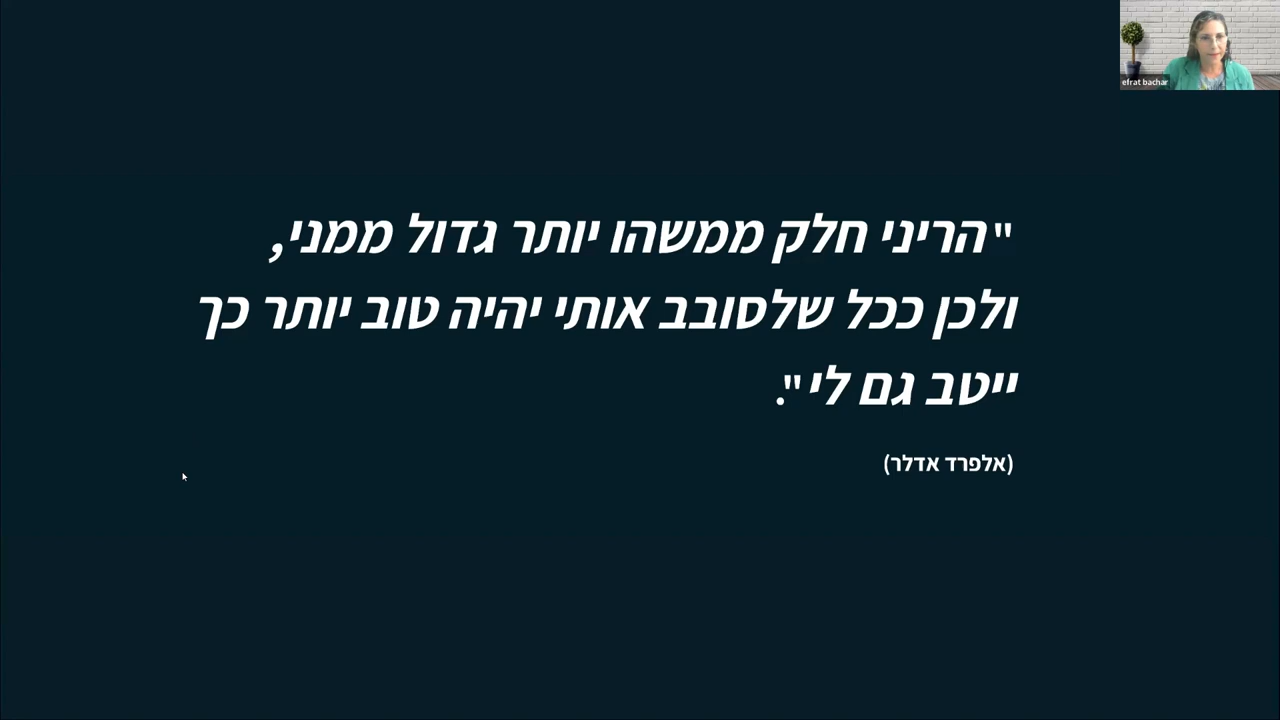 efrat bachar
"הריני חלק ממשהו יותר גדול ממני,
ולכן ככל שלסובב אותי יהיה טוב יותר כך
ייטב גם לי".
(אלפרד אדלר)